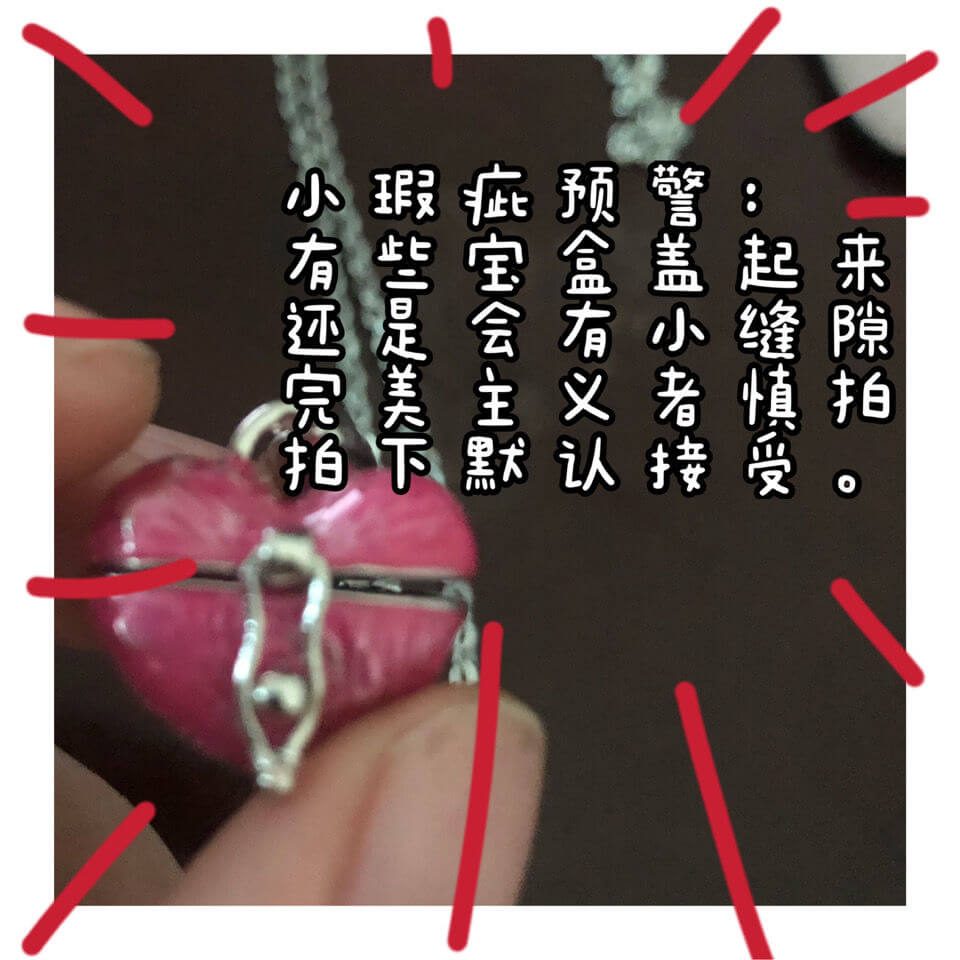 小瑕疵预警：
有些宝盒盖起来
还是会有小缝隙
完美主义者慎拍
拍下默认接受。